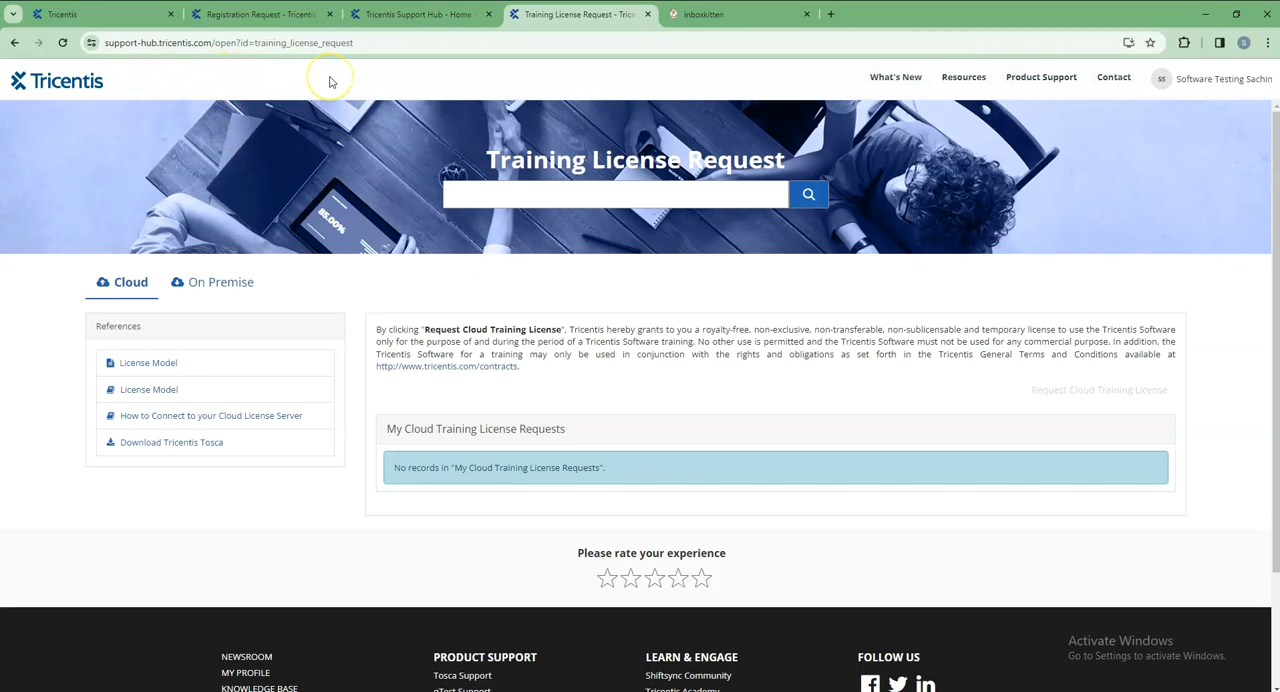 Tricentis
Registration Request - Tricenti
Tricentis Support Hub - Home
Training License Request - Trice
inboxkitten
support-hub.tricentis.com/open?id=training_license_request
S
Tricentis
What's New
Resources
Product Support
Contact
SS
Software Testing Sachin
85.00%
Training License Request
Cloud
On Premise
References
License Model
License Model
How to Connect to your Cloud License Server
Download Tricentis Tosca
By clicking "Request Cloud Training License", Tricentis hereby grants to you a royalty-free, non-exclusive, non-transferable, non-sublicensable and temporary license to use the Tricentis Software
only for the purpose of and during the period of a Tricentis Software training. No other use is permitted and the Tricentis Software must not be used for any commercial purpose. In addition, the
Tricentis Software for a training may only be used in conjunction with the rights and obligations as set forth in the Tricentis General Terms and Conditions available at
http://www.tricentis.com/contracts.
Request Cloud Training License
My Cloud Training License Requests
No records in "My Cloud Training License Requests".
Please rate your experience
NEWSROOM
MY PROFILE
KNOWLEDGE BASE
PRODUCT SUPPORT
Tosca Support
qTest Support
LEARN & ENGAGE
Shiftsync Community
Tricentis Academy
FOLLOW US
Activate Windows
Go to Settings to activate Windows.